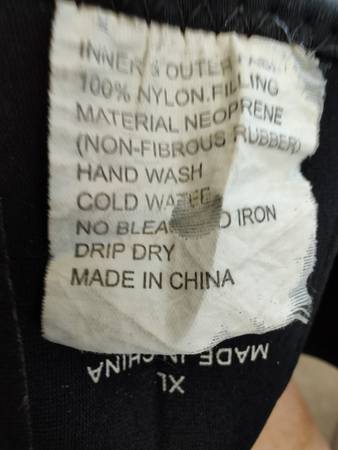 INNER & OUTER
100% NYLON.FILLING
MATERIAL NEOPRENE
(NON-FIBROUS RUBBER)
HAND WASH
COLD WATER
NO BLEA D IRON
DRIP DRY
MADE IN CHINA
MADE IN CHINA
XL